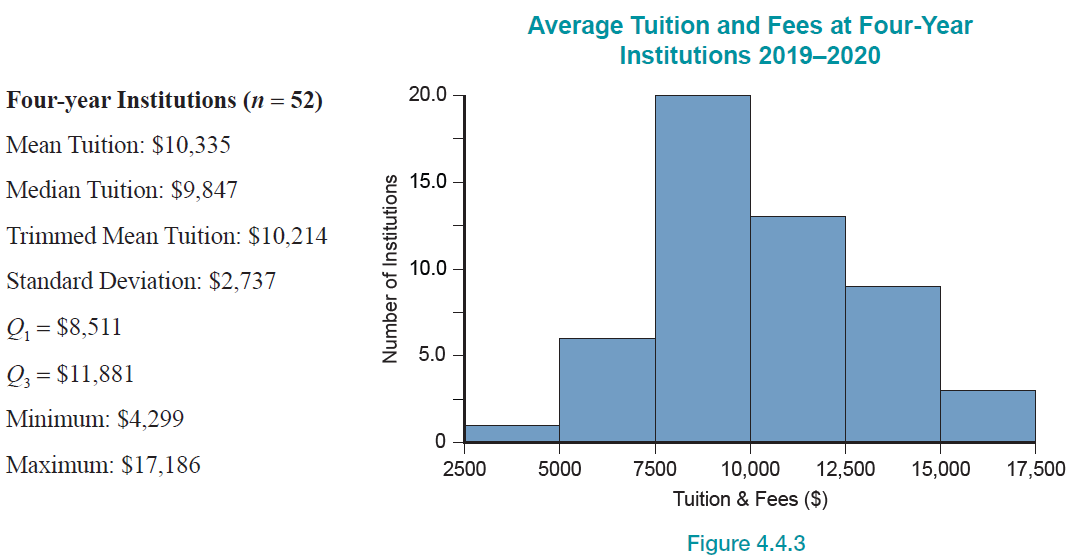 Average Tuition and Fees at Four-Year
Institutions 2019–2020
Four-year Institutions (n = 52)
Mean Tuition: $10,335
Median Tuition: $9,847
Trimmed Mean Tuition: $10,214
Standard Deviation: $2,737
Q1 = $8,511
Q3 = $11,881
Minimum: $4,299
Maximum: $17,186
Number of Institutions
20.0
15.0
10.0
5.0
0
2500 5000 7500 10,000 12,500 15,000 17,500
Tuition & Fees ($)
Figure 4.4.3